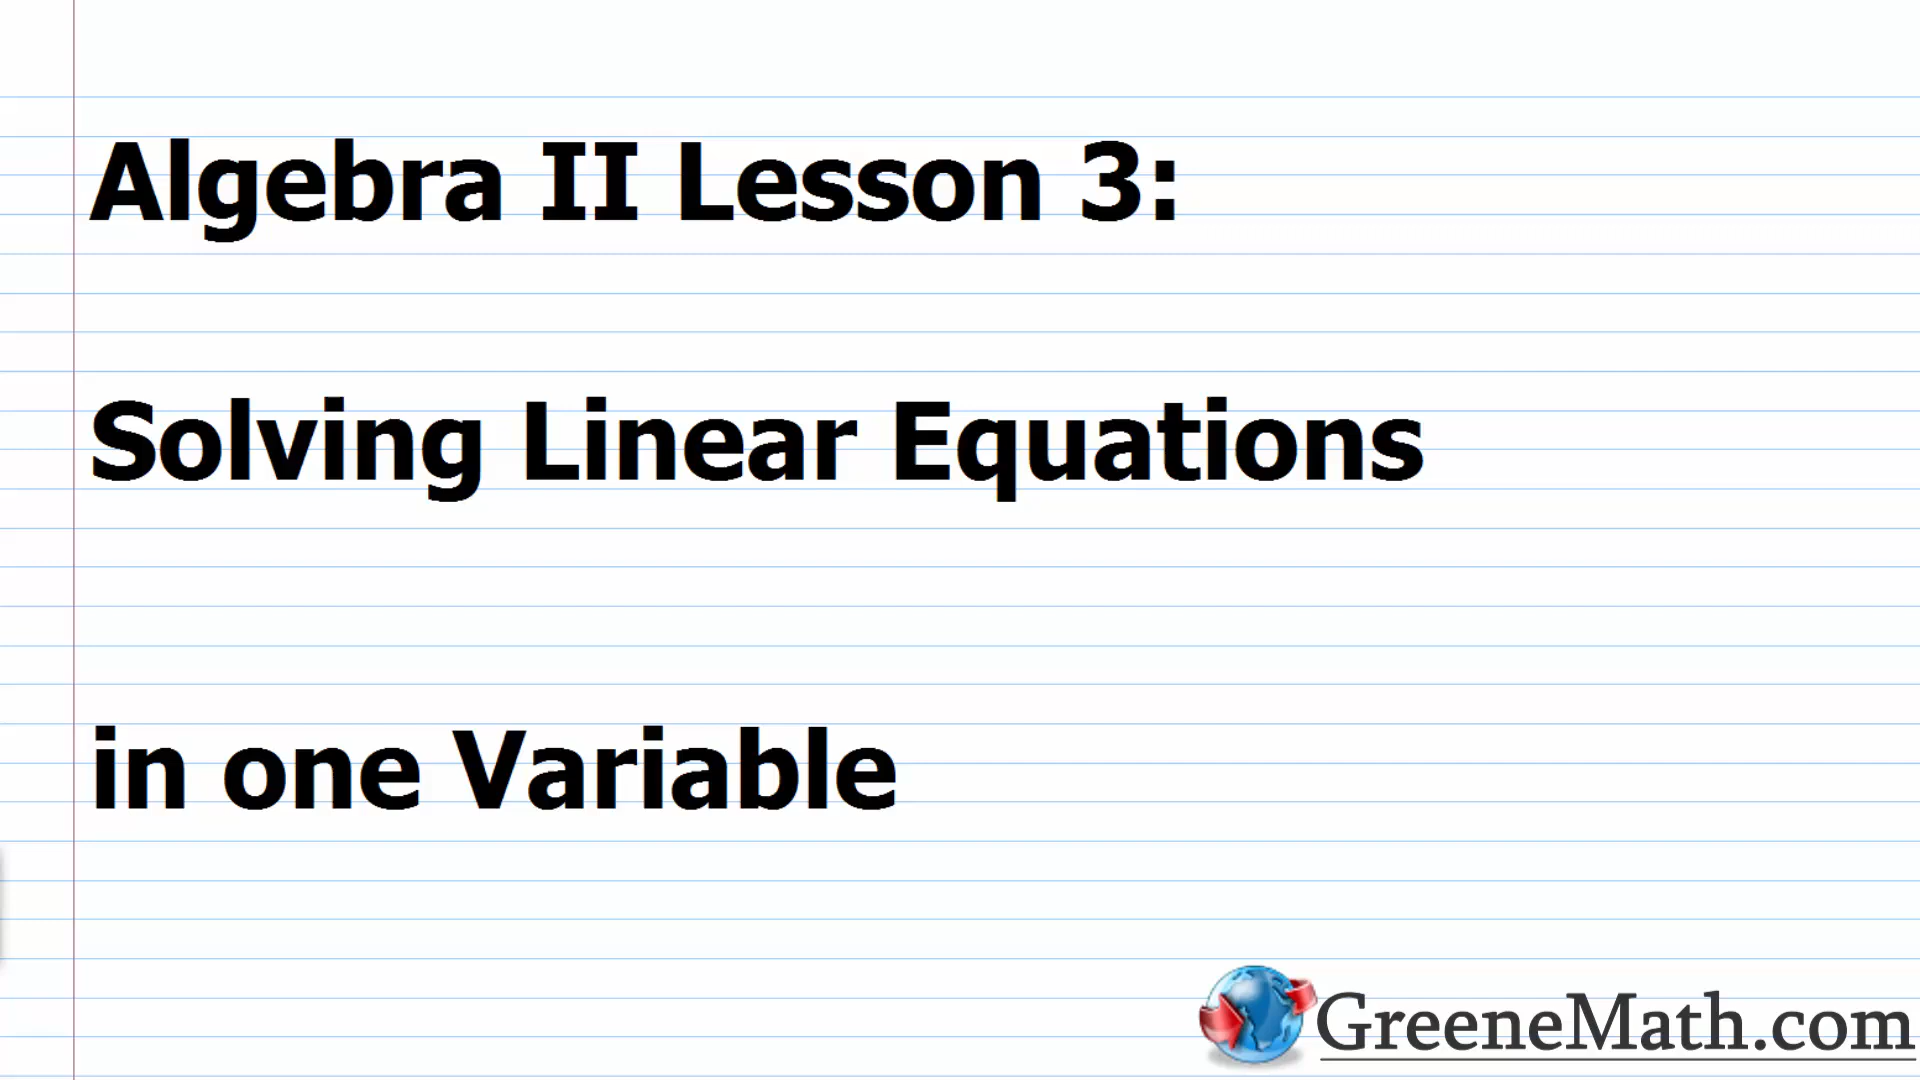 Algebra II Lesson 3:
Solving Linear Equations
in one Variable
GreeneMath.com